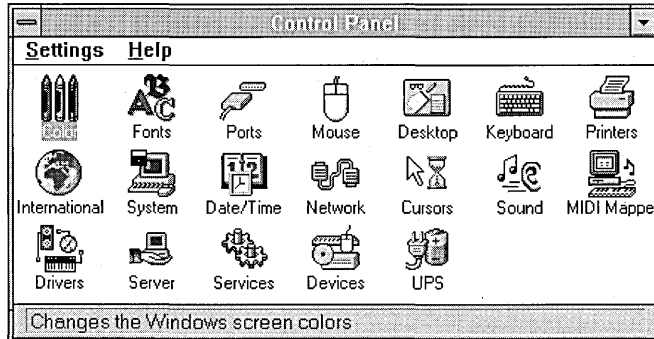 Control Panel
Settings Help
Color Fonts Ports Mouse Desktop Keyboard Printers
International System Date/Time Network Cursors Sound MIDI Mappe
Drivers Server Services Devices UPS
Changes the Windows screen colors